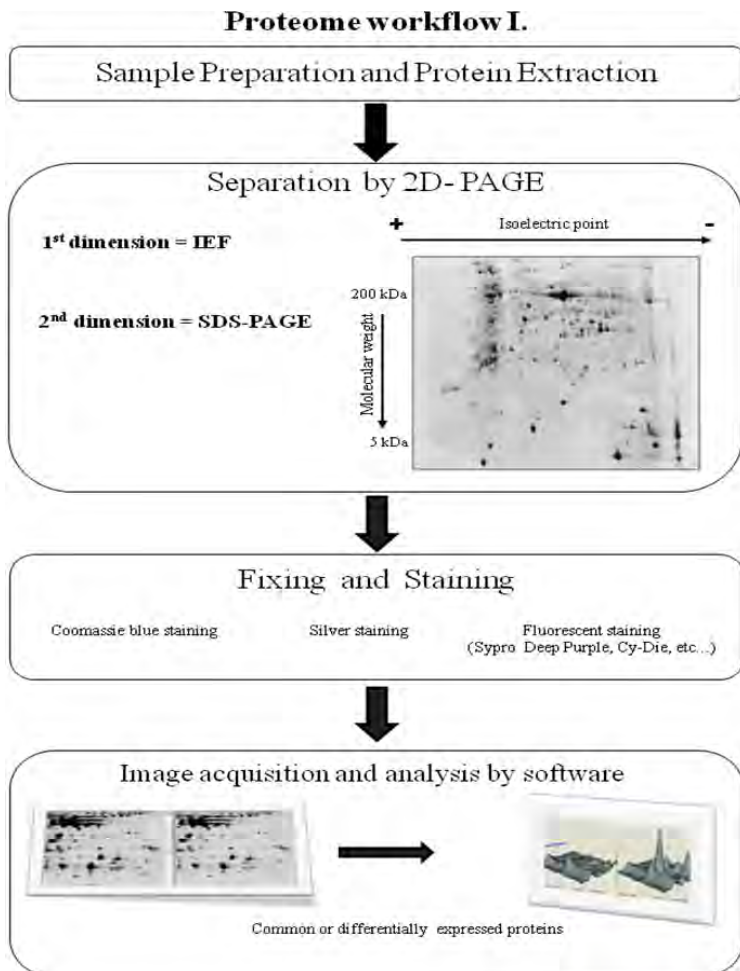 Proteome workflow I.
Sample Preparation and Protein Extraction
Separation by 2D-PAGE
1st dimension = IEF
2nd dimension = SDS-PAGE
+ Isoelectric point -
200 kDa
Molecular weight
5 kDa
Fixing and Staining
Coomassie blue staining
Silver staining
Fluorescent staining
(Sypro Deep Purple, Cy-Die, etc...)
Image acquisition and analysis by software
Common or differentially expressed proteins